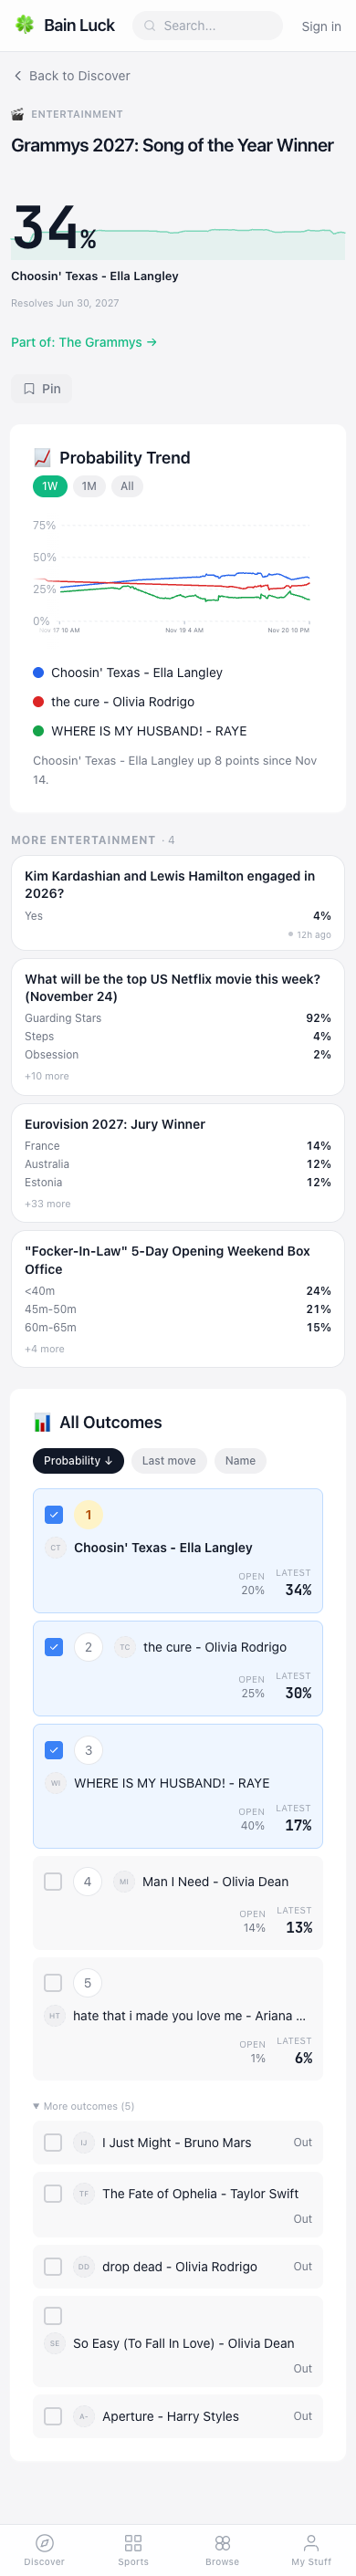 Bain Luck
Search...
Sign in
Back to Discover
ENTERTAINMENT
Grammys 2027: Song of the Year Winner
34%
Choosin' Texas - Ella Langley
Resolves Jun 30, 2027
Part of: The Grammys →
Pin
Probability Trend
1W 1M All
75%
50%
25%
0%
Nov 17 10 AM Nov 19 4 AM Nov 20 10 PM
Choosin' Texas - Ella Langley
the cure - Olivia Rodrigo
WHERE IS MY HUSBAND! - RAYE
Choosin' Texas - Ella Langley up 8 points since Nov
14.
MORE ENTERTAINMENT · 4
Kim Kardashian and Lewis Hamilton engaged in
2026?
Yes 4%
12h ago
What will be the top US Netflix movie this week?
(November 24)
Guarding Stars 92%
Steps 4%
Obsession 2%
+10 more
Eurovision 2027: Jury Winner
France 14%
Australia 12%
Estonia 12%
+33 more
"Focker-In-Law" 5-Day Opening Weekend Box
Office
<40m 24%
45m-50m 21%
60m-65m 15%
+4 more
All Outcomes
Probability ↓ Last move Name
1
CT Choosin' Texas - Ella Langley
OPEN LATEST
20% 34%
2 TC the cure - Olivia Rodrigo
OPEN LATEST
25% 30%
3
WI WHERE IS MY HUSBAND! - RAYE
OPEN LATEST
40% 17%
4 MI Man I Need - Olivia Dean
OPEN LATEST
14% 13%
5
HT hate that i made you love me - Ariana ...
OPEN LATEST
1% 6%
▼ More outcomes (5)
IJ I Just Might - Bruno Mars Out
TF The Fate of Ophelia - Taylor Swift
Out
DD drop dead - Olivia Rodrigo Out
SE So Easy (To Fall In Love) - Olivia Dean
Out
A- Aperture - Harry Styles Out
Discover Sports Browse My Stuff